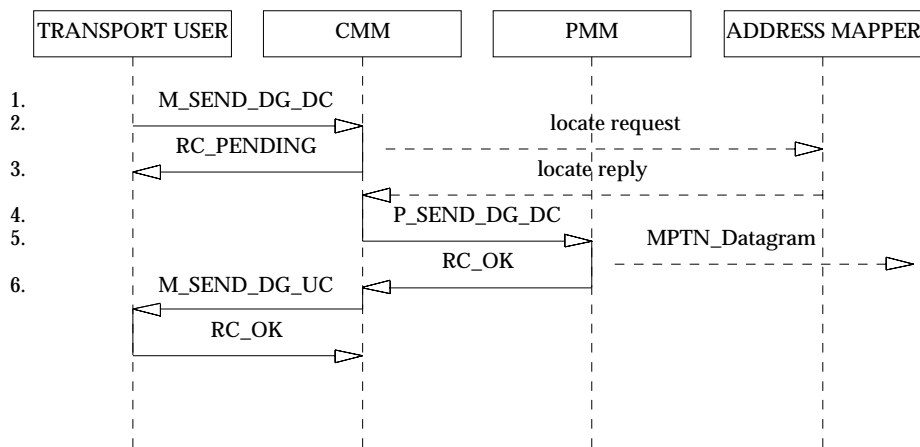 TRANSPORT USER CMM PMM ADDRESS MAPPER
1. M_SEND_DG_DC
2. locate request
RC_PENDING
3. locate reply
4. P_SEND_DG_DC
5. MPTN_Datagram
RC_OK
6. M_SEND_DG_UC
RC_OK